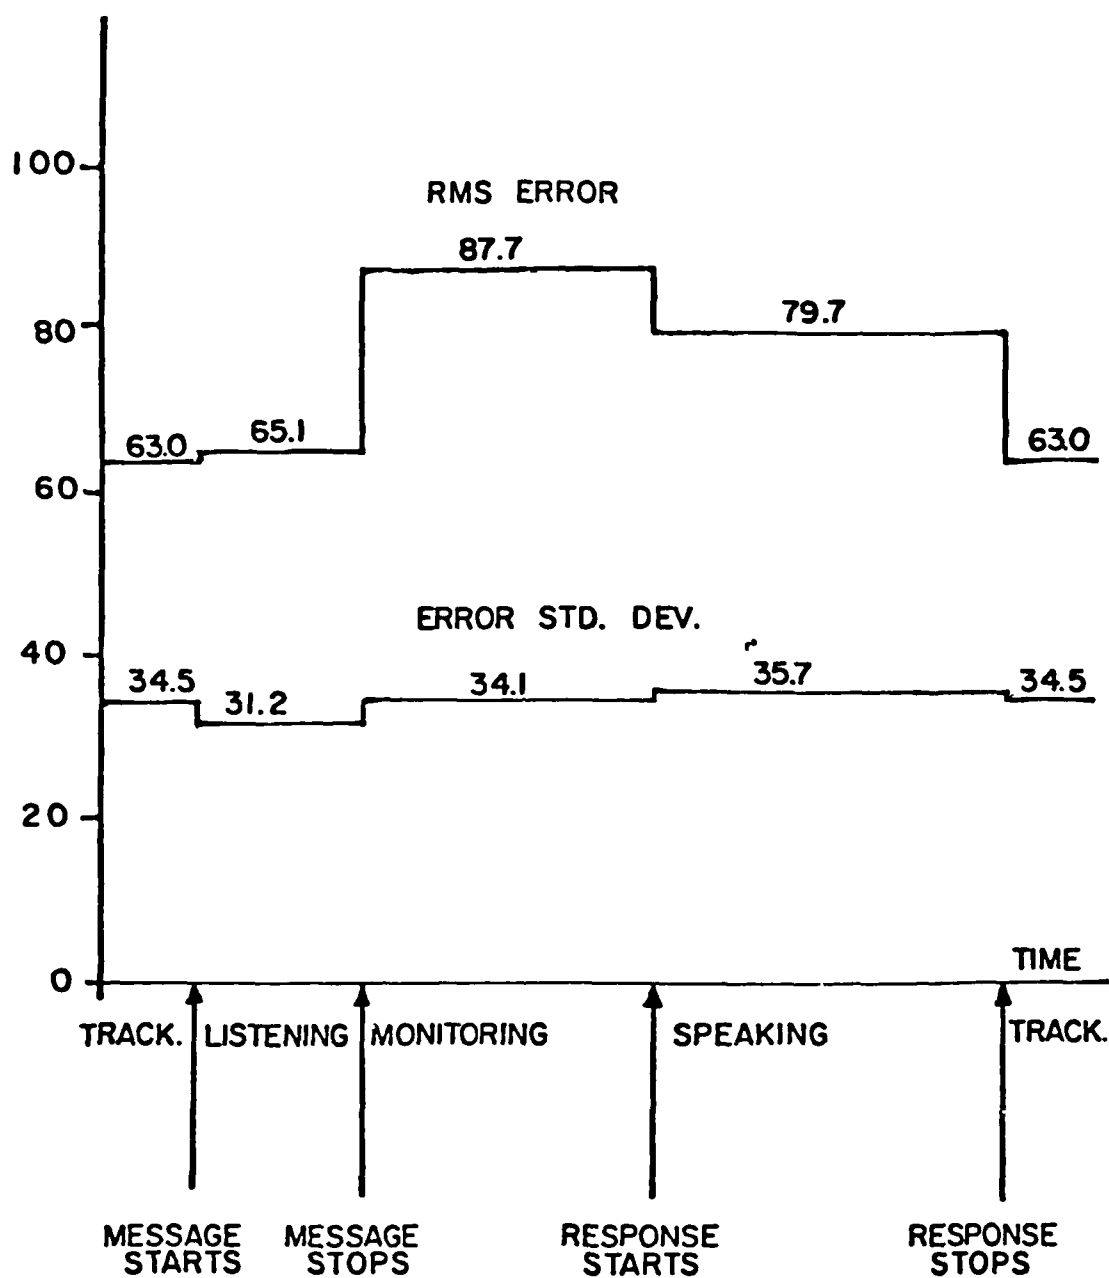 100
RMS ERROR
87.7
80
79.7
63.0
65.1
63.0
60
ERROR STD. DEV.
40
34.5
31.2
34.1
35.7
34.5
20
0
TIME
TRACK.
LISTENING
MONITORING
SPEAKING
TRACK.
MESSAGE
STARTS
MESSAGE
STOPS
RESPONSE
STARTS
RESPONSE
STOPS